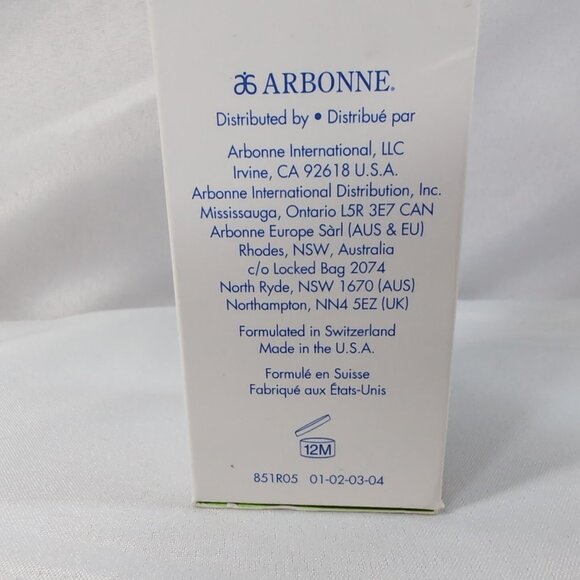 ARBONNE®
Distributed by • Distribué par
Arbonne International, LLC
Irvine, CA 92618 U.S.A.
Arbonne International Distribution, Inc.
Mississauga, Ontario L5R 3E7 CAN
Arbonne Europe Sàrl (AUS & EU)
Rhodes, NSW, Australia
c/o Locked Bag 2074
North Ryde, NSW 1670 (AUS)
Northampton, NN4 5EZ (UK)
Formulated in Switzerland
Made in the U.S.A.
Formulé en Suisse
Fabriqué aux États-Unis
12M
851R05 01-02-03-04